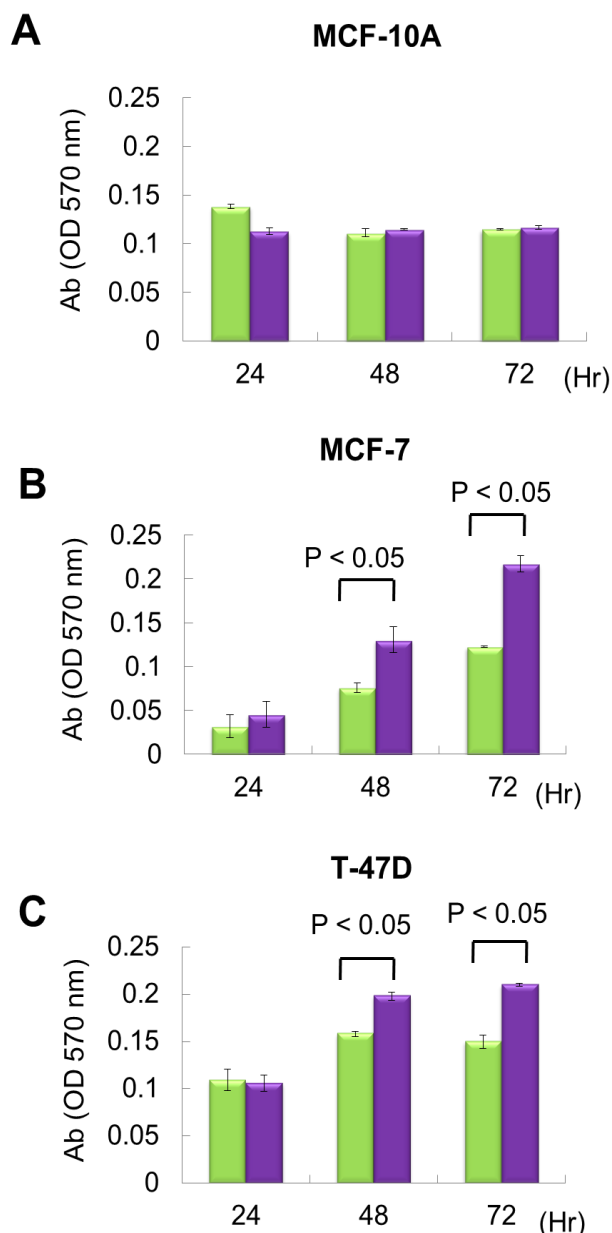 A
MCF-10A
Ab (OD 570 nm)
0.25
0.2
0.15
0.1
0.05
0
24 48 72 (Hr)
B
MCF-7
P < 0.05
P < 0.05
Ab (OD 570 nm)
0.25
0.2
0.15
0.1
0.05
0
24 48 72 (Hr)
C
T-47D
P < 0.05 P < 0.05
Ab (OD 570 nm)
0.25
0.2
0.15
0.1
0.05
0
24 48 72 (Hr)